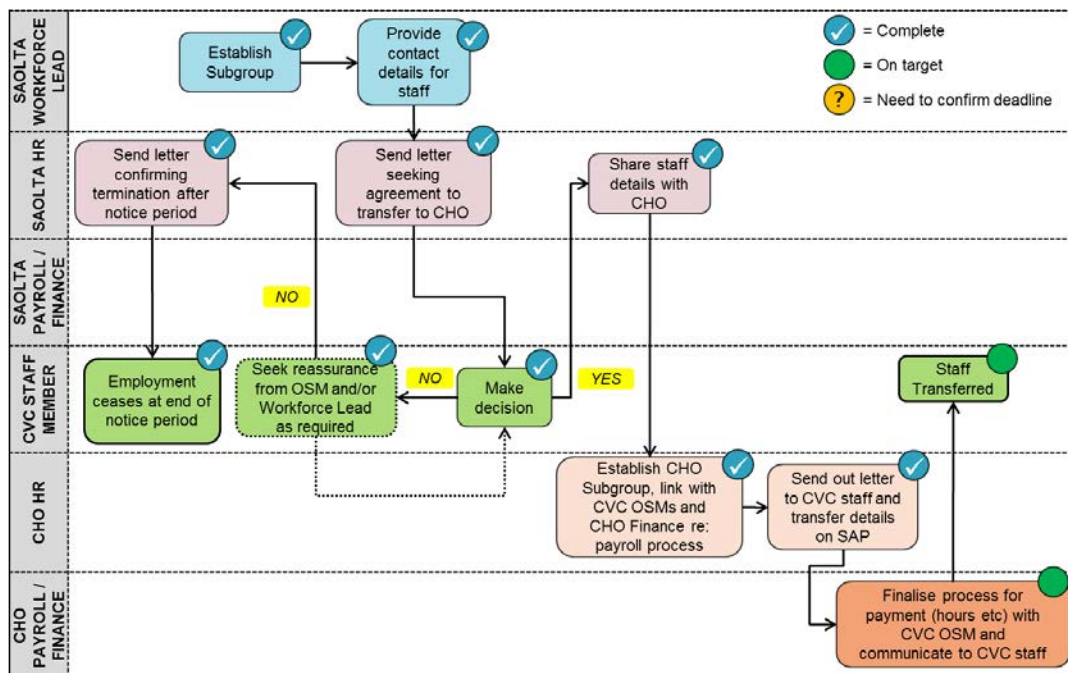 SAOLTA
WORKFORCE
LEAD
Establish
Subgroup
Provide
contact
details for
staff
= Complete
= On target
? = Need to confirm deadline
SAOLTA HR
Send letter
confirming
termination after
notice period
Send letter
seeking
agreement to
transfer to CHO
Share staff
details with
CHO
SAOLTA
PAYROLL /
FINANCE
NO
CVC STAFF
MEMBER
Employment
ceases at end of
notice period
Seek reassurance
from OSM and/or
Workforce Lead
as required
NO
Make
decision
YES
Staff
Transferred
CHO HR
Establish CHO
Subgroup, link with
CVC OSMs and
CHO Finance re:
payroll process
Send out letter
to CVC staff and
transfer details
on SAP
CHO
PAYROLL /
FINANCE
Finalise process for
payment (hours etc) with
CVC OSM and
communicate to CVC staff